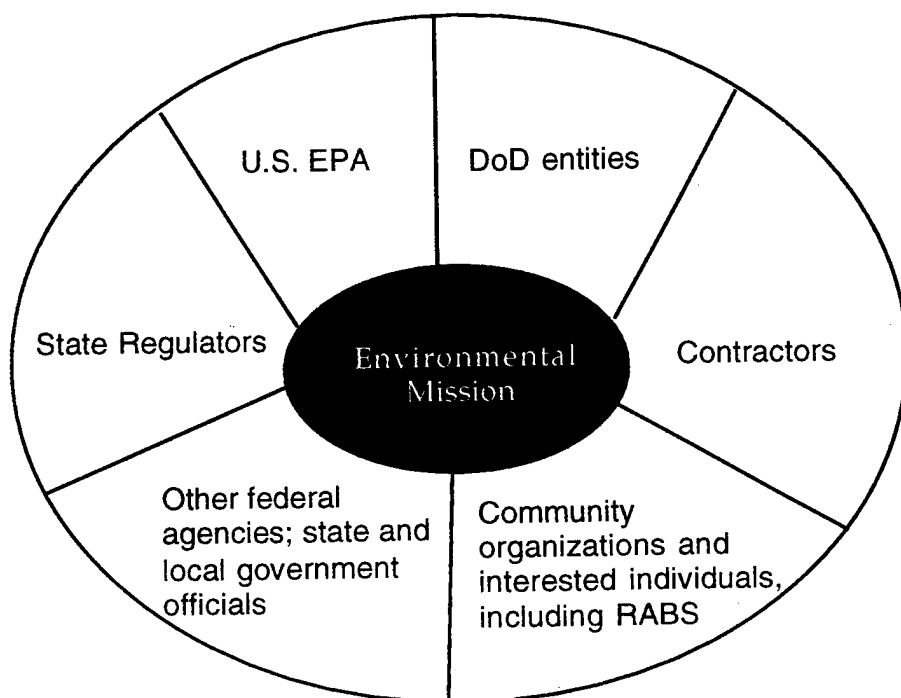 U.S. EPA
DoD entities
State Regulators
Environmental
Mission
Contractors
Other federal
agencies; state and
local government
officials
Community
organizations and
interested individuals,
including RABS